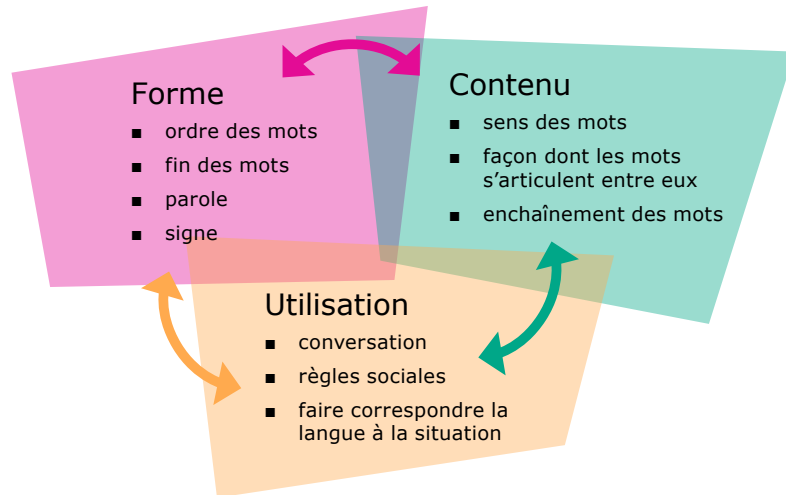 Forme
■ ordre des mots
■ fin des mots
■ parole
■ signe
Contenu
■ sens des mots
■ façon dont les mots
s’articulent entre eux
■ enchaînement des mots
Utilisation
■ conversation
■ règles sociales
■ faire correspondre la
langue à la situation